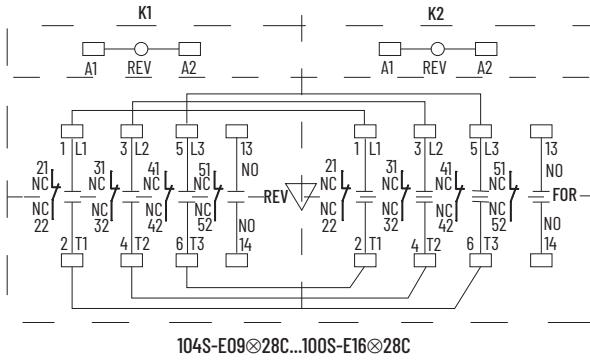 K1 K2
A1 REV A2 A1 REV A2
1 L1 3 L2 5 L3 13 1 L1 3 L2 5 L3 13
21 31 41 51 NO 21 31 41 51 NO
NC NC NC NC NC NC NC NC
REV FOR
NC NC NC NC NC NC NC NC
22 32 42 52 NO 22 32 42 52 NO
2 T1 4 T2 6 T3 14 2 T1 4 T2 6 T3 14
104S-E09⊗28C...100S-E16⊗28C